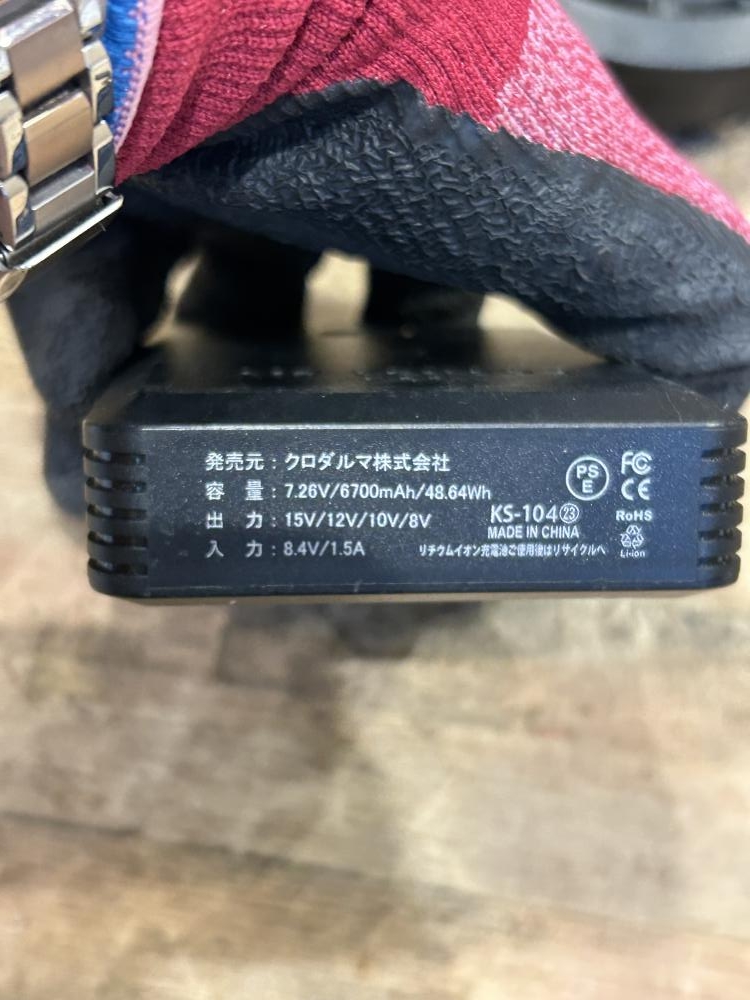 発売元：クロダルマ株式会社
容　量：7.26V/6700mAh/48.64Wh
出　力：15V/12V/10V/8V
入　力：8.4V/1.5A
PS
E
FC
CE
KS-104㉓
MADE IN CHINA
RoHS
リチウムイオン充電池ご使用後はリサイクルへ
Li-ion